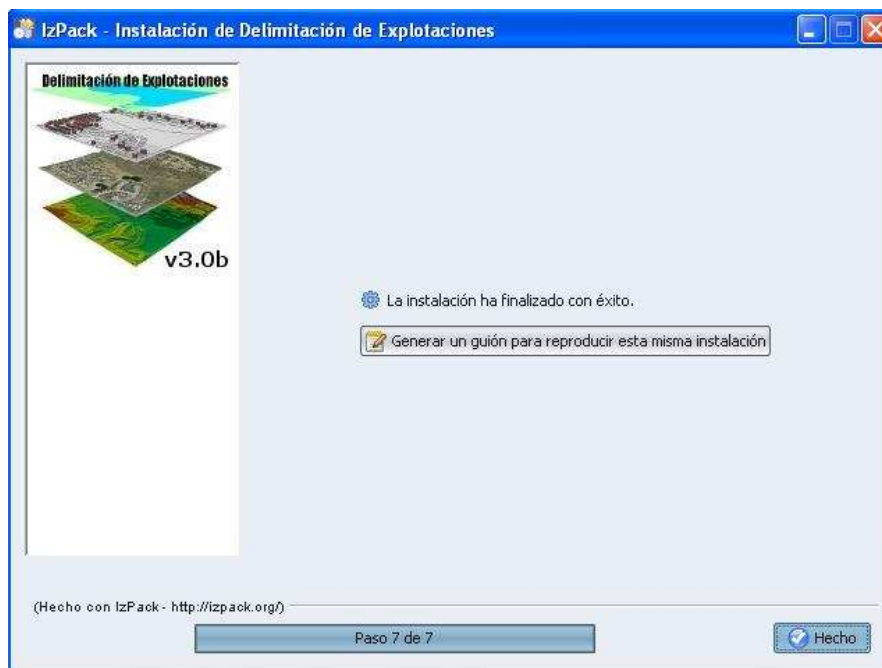 IzPack - Instalación de Delimitación de Explotaciones
Delimitación de Explotaciones
v3.0b
La instalación ha finalizado con éxito.
Generar un guión para reproducir esta misma instalación
(Hecho con IzPack - http://izpack.org/)
Paso 7 de 7
Hecho